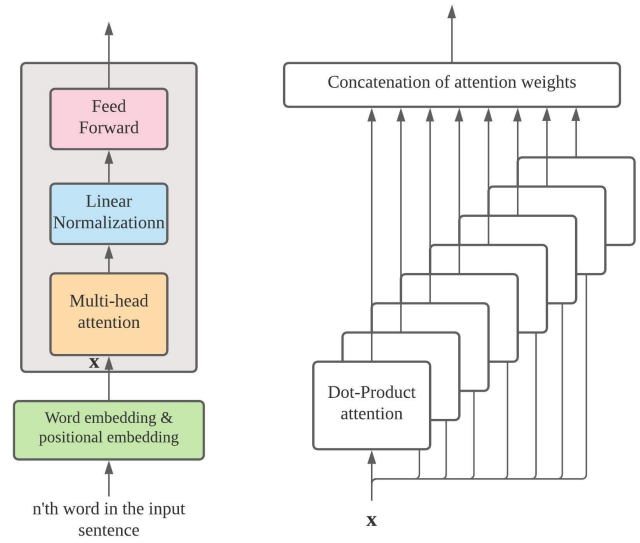 Feed
Forward
Linear
Normalizationn
Multi-head
attention
x
Word embedding &
positional embedding
n'th word in the input
sentence
Concatenation of attention weights
Dot-Product
attention
x